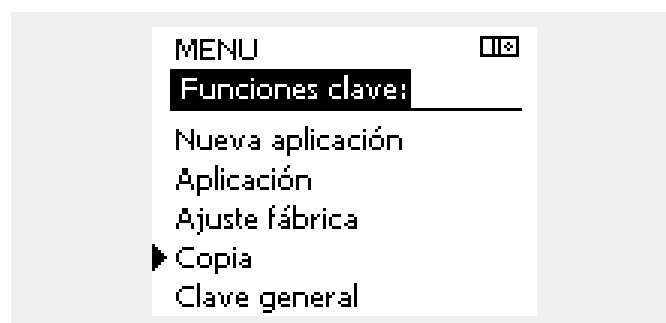 MENU
Funciones clave:
Nueva aplicación
Aplicación
Ajuste fábrica
Copia
Clave general